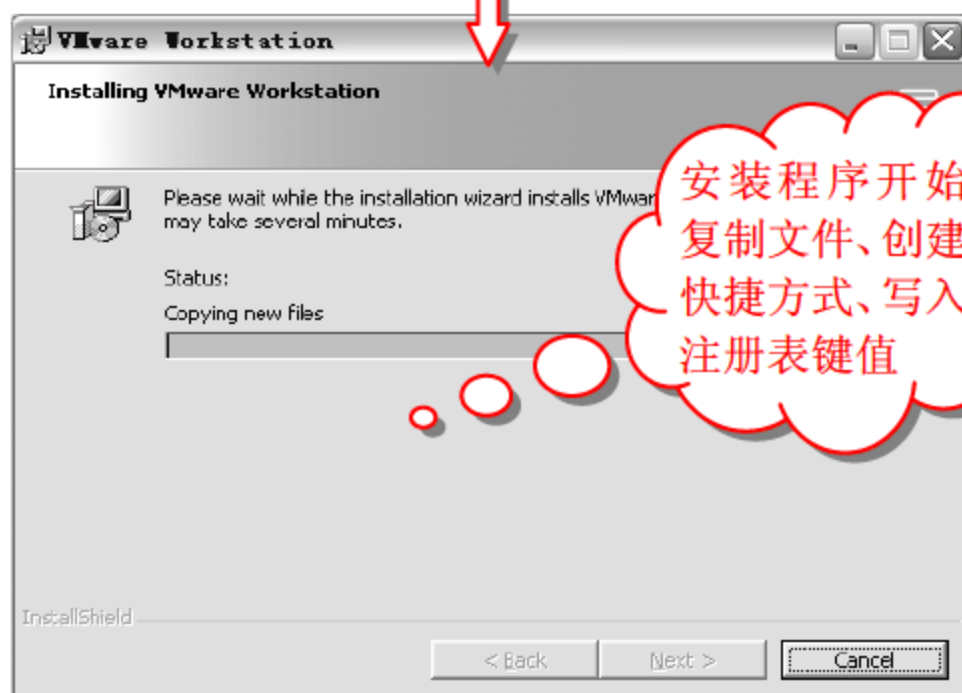 VMware Workstation
Installing VMware Workstation
Please wait while the installation wizard installs
may take several minutes.
Status:
Copying new files
安装程序开始
复制文件、创建
快捷方式、写入
注册表键值
InstallShield
< Back
Next >
Cancel